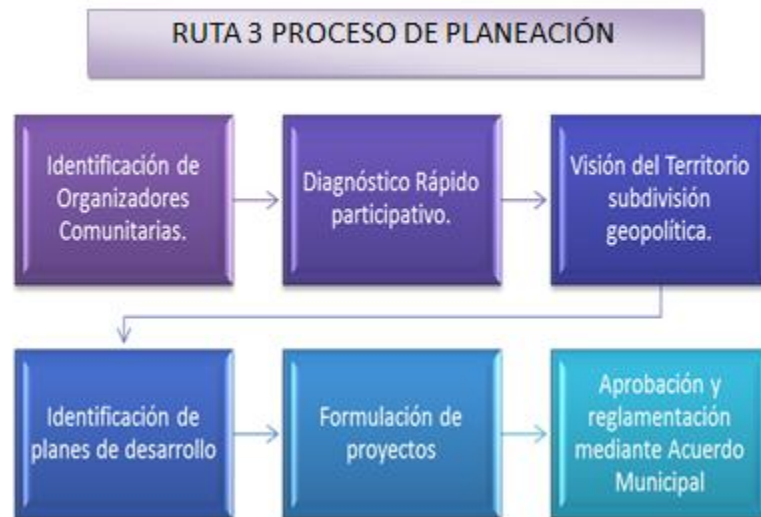 RUTA 3 PROCESO DE PLANEACIÓN
Identificación de
Organizadores
Comunitarias.
Diagnóstico Rápido
participativo.
Visión del Territorio
subdivisión
geopolítica.
Identificación de
planes de desarrollo
Formulación de
proyectos
Aprobación y
reglamentación
mediante Acuerdo
Municipal